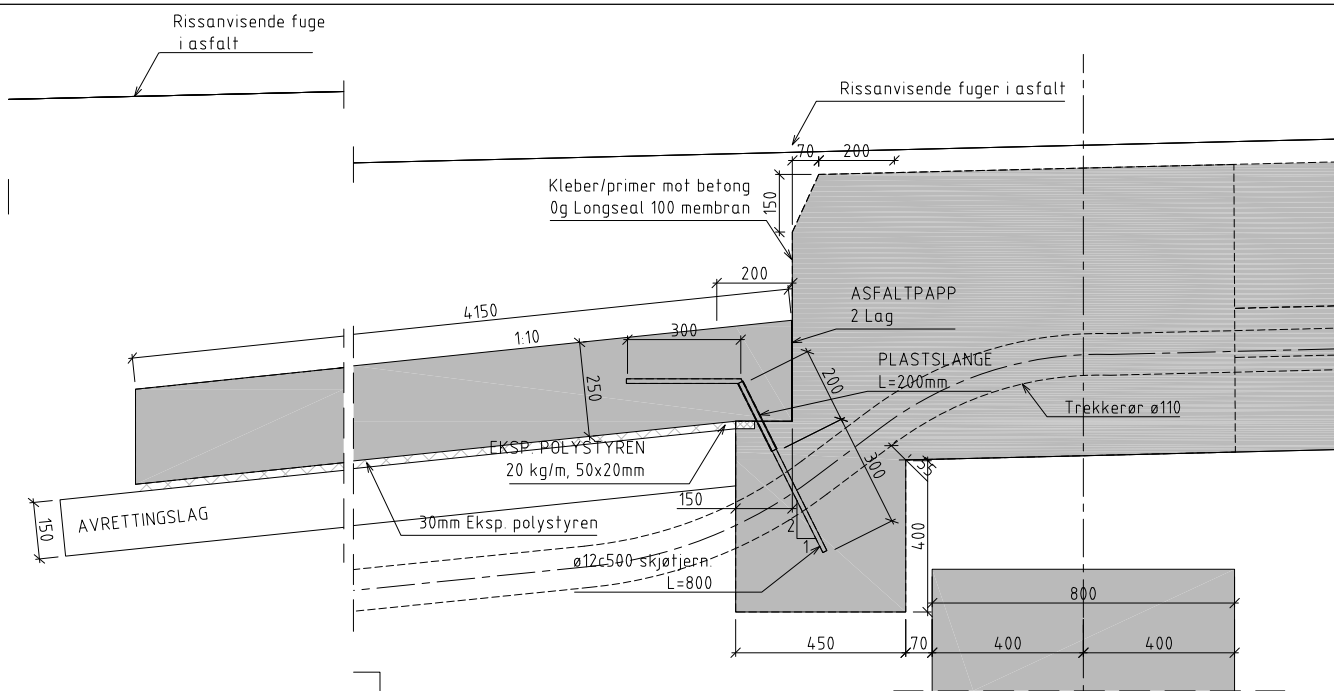 Rissanvisende fuge
i asfalt
Rissanvisende fuger i asfalt
70
200
Kleber/primer mot betong
0g Longseal 100 membran
150
200
4150
1:10
300
250
ASFALTPAPP
2 Lag
PLASTSLANGE
L=200mm
200
Trekkerør ø110
EKSP. POLYSTYREN
20 kg/m, 50x20mm
300
55
150
AVRETTINGSLAG
150
30mm Eksp. polystyren
2
1
400
ø12c500 skjøtjern.
L=800
800
450
70
400
400